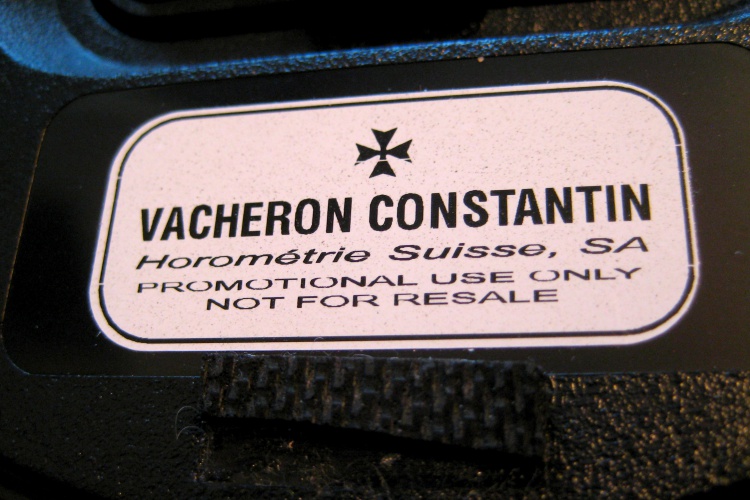 VACHERON CONSTANTIN
Horométrie Suisse, SA
PROMOTIONAL USE ONLY
NOT FOR RESALE